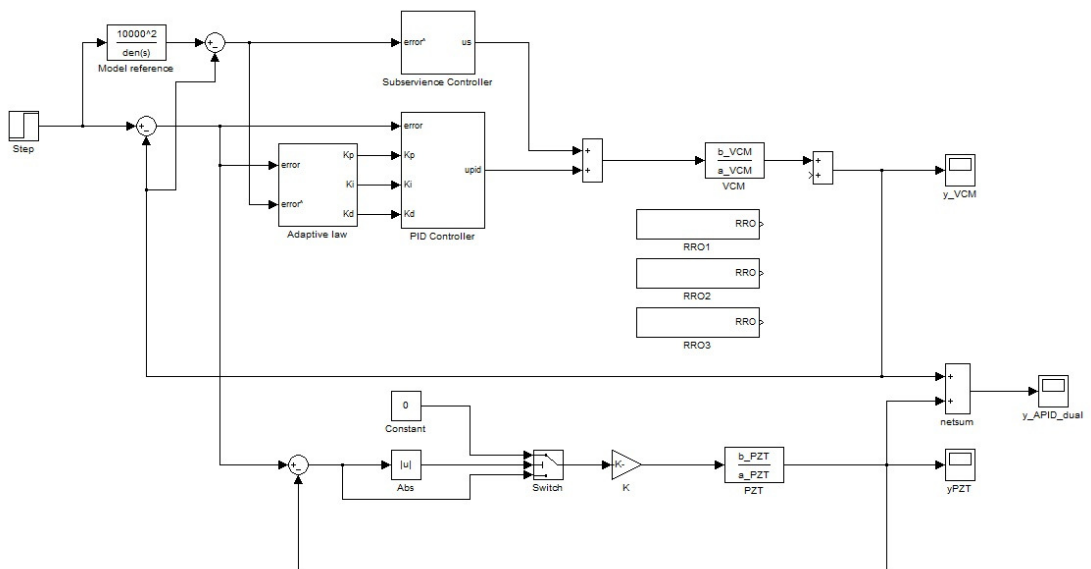 10000^2
den(s)
Model reference
error^
us
Subservience Controller
Step
error
Kp
Ki
Kd
upid
PID Controller
error
error^
Kp
Ki
Kd
Adaptive law
b_VCM
a_VCM
VCM
y_VCM
RRO
RRO1
RRO
RRO2
RRO
RRO3
netsum
y_APID_dual
0
Constant
|u|
Abs
Switch
K-
K
b_PZT
a_PZT
PZT
yPZT